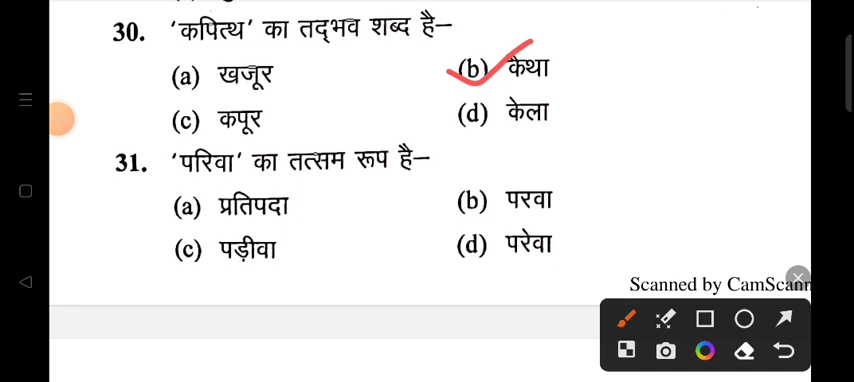 30. 'कपित्थ' का तद्भव शब्द है—
(a) खजूर (b) कैथा
(c) कपूर (d) केला
31. 'परिवा' का तत्सम रूप है—
(a) प्रतिपदा (b) परवा
(c) पड़ीवा (d) परेवा
Scanned by CamScann